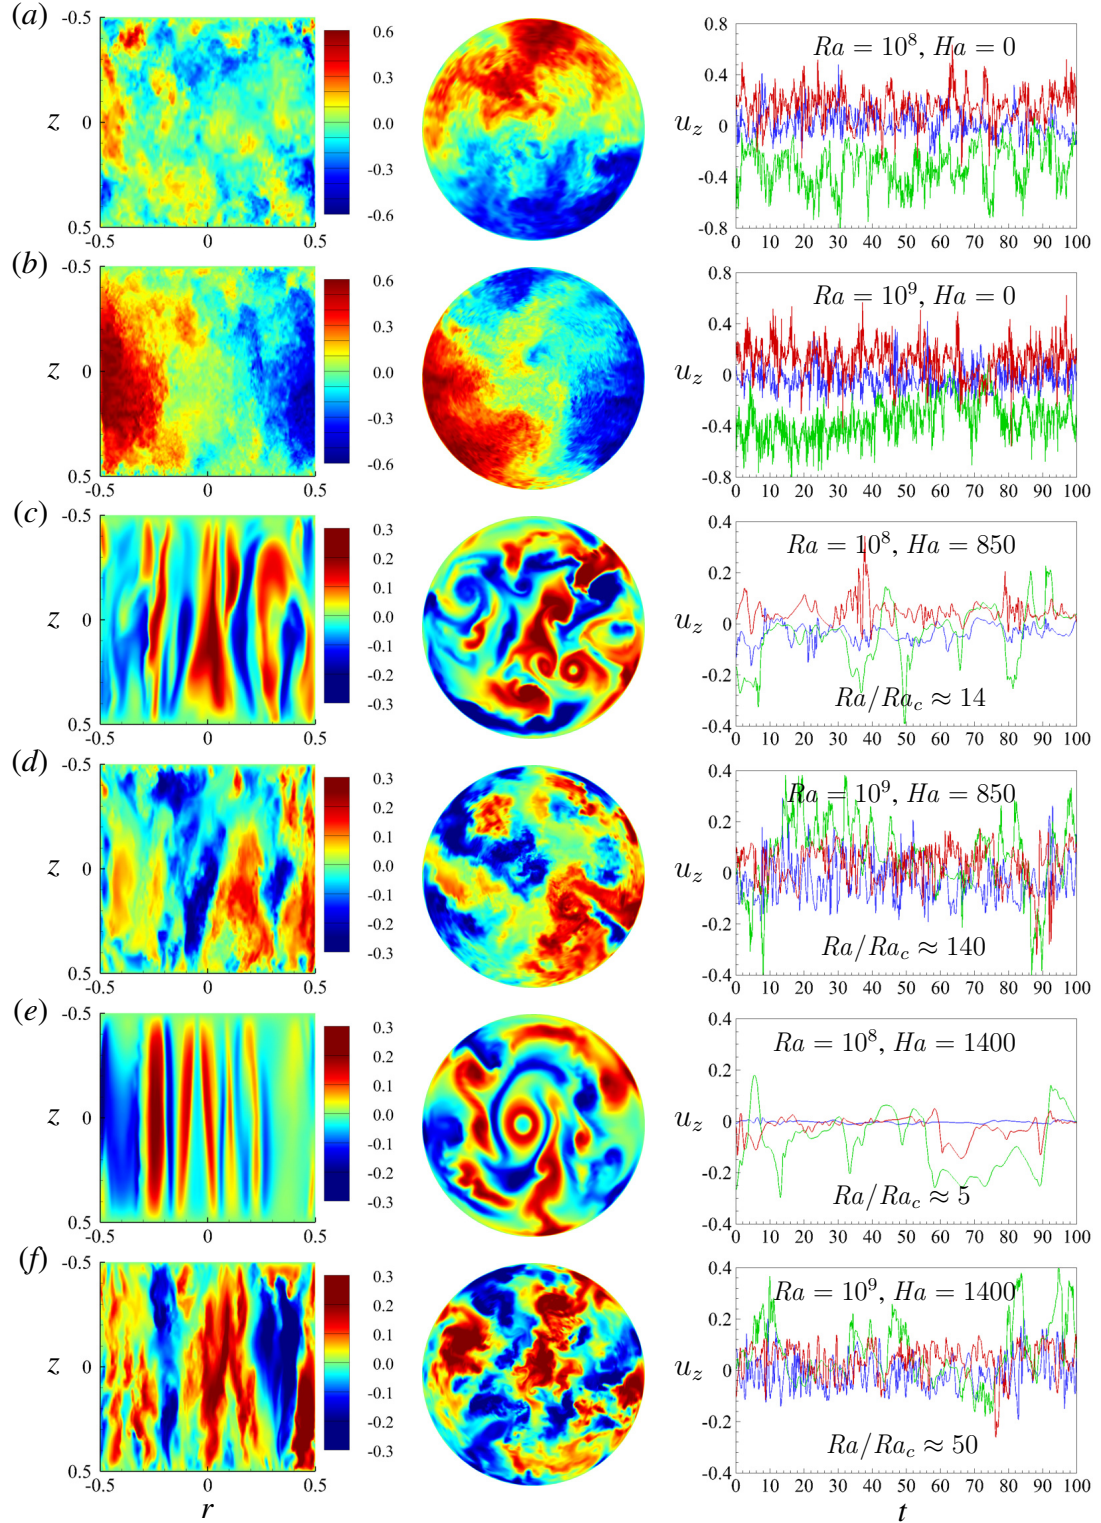 (a)
-0.5
z
0
0.5
-0.5
0
0.5
0.6
0.3
0.0
-0.3
-0.6
0.8
0.4
u_z
0
-0.4
-0.8
Ra = 10^8, Ha = 0
0 10 20 30 40 50 60 70 80 90 100
(b)
-0.5
z
0
0.5
-0.5
0
0.5
0.6
0.3
0.0
-0.3
-0.6
0.8
0.4
u_z
0
-0.4
-0.8
Ra = 10^9, Ha = 0
0 10 20 30 40 50 60 70 80 90 100
(c)
-0.5
z
0
0.5
-0.5
0
0.5
0.3
0.2
0.1
0.0
-0.1
-0.2
-0.3
0.4
0.2
u_z
0
-0.2
-0.4
Ra = 10^8, Ha = 850
Ra/Ra_c ≈ 14
0 10 20 30 40 50 60 70 80 90 100
(d)
-0.5
z
0
0.5
-0.5
0
0.5
0.3
0.2
0.1
0.0
-0.1
-0.2
-0.3
0.4
0.2
u_z
0
-0.2
-0.4
Ra = 10^9, Ha = 850
Ra/Ra_c ≈ 140
0 10 20 30 40 50 60 70 80 90 100
(e)
-0.5
z
0
0.5
-0.5
0
0.5
0.3
0.2
0.1
0.0
-0.1
-0.2
-0.3
0.4
0.2
u_z
0
-0.2
-0.4
Ra = 10^8, Ha = 1400
Ra/Ra_c ≈ 5
0 10 20 30 40 50 60 70 80 90 100
(f)
-0.5
z
0
0.5
-0.5
0
0.5
r
0.3
0.2
0.1
0.0
-0.1
-0.2
-0.3
0.4
0.2
u_z
0
-0.2
-0.4
Ra = 10^9, Ha = 1400
Ra/Ra_c ≈ 50
0 10 20 30 40 50 60 70 80 90 100
t